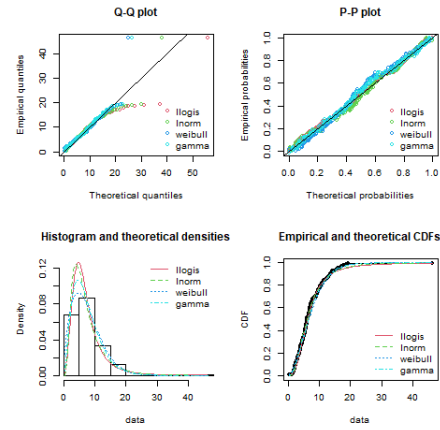 Q-Q plot
Empirical quantiles
0 10 20 30 40
0 10 20 30 40 50
Theoretical quantiles
llogis
lnorm
weibull
gamma
P-P plot
Empirical probabilities
0.0 0.2 0.4 0.6 0.8 1.0
0.0 0.2 0.4 0.6 0.8 1.0
Theoretical probabilities
llogis
lnorm
weibull
gamma
Histogram and theoretical densities
Density
0.00 0.04 0.08 0.12
0 10 20 30 40
data
llogis
lnorm
weibull
gamma
Empirical and theoretical CDFs
CDF
0.0 0.2 0.4 0.6 0.8 1.0
0 10 20 30 40
data
llogis
lnorm
weibull
gamma